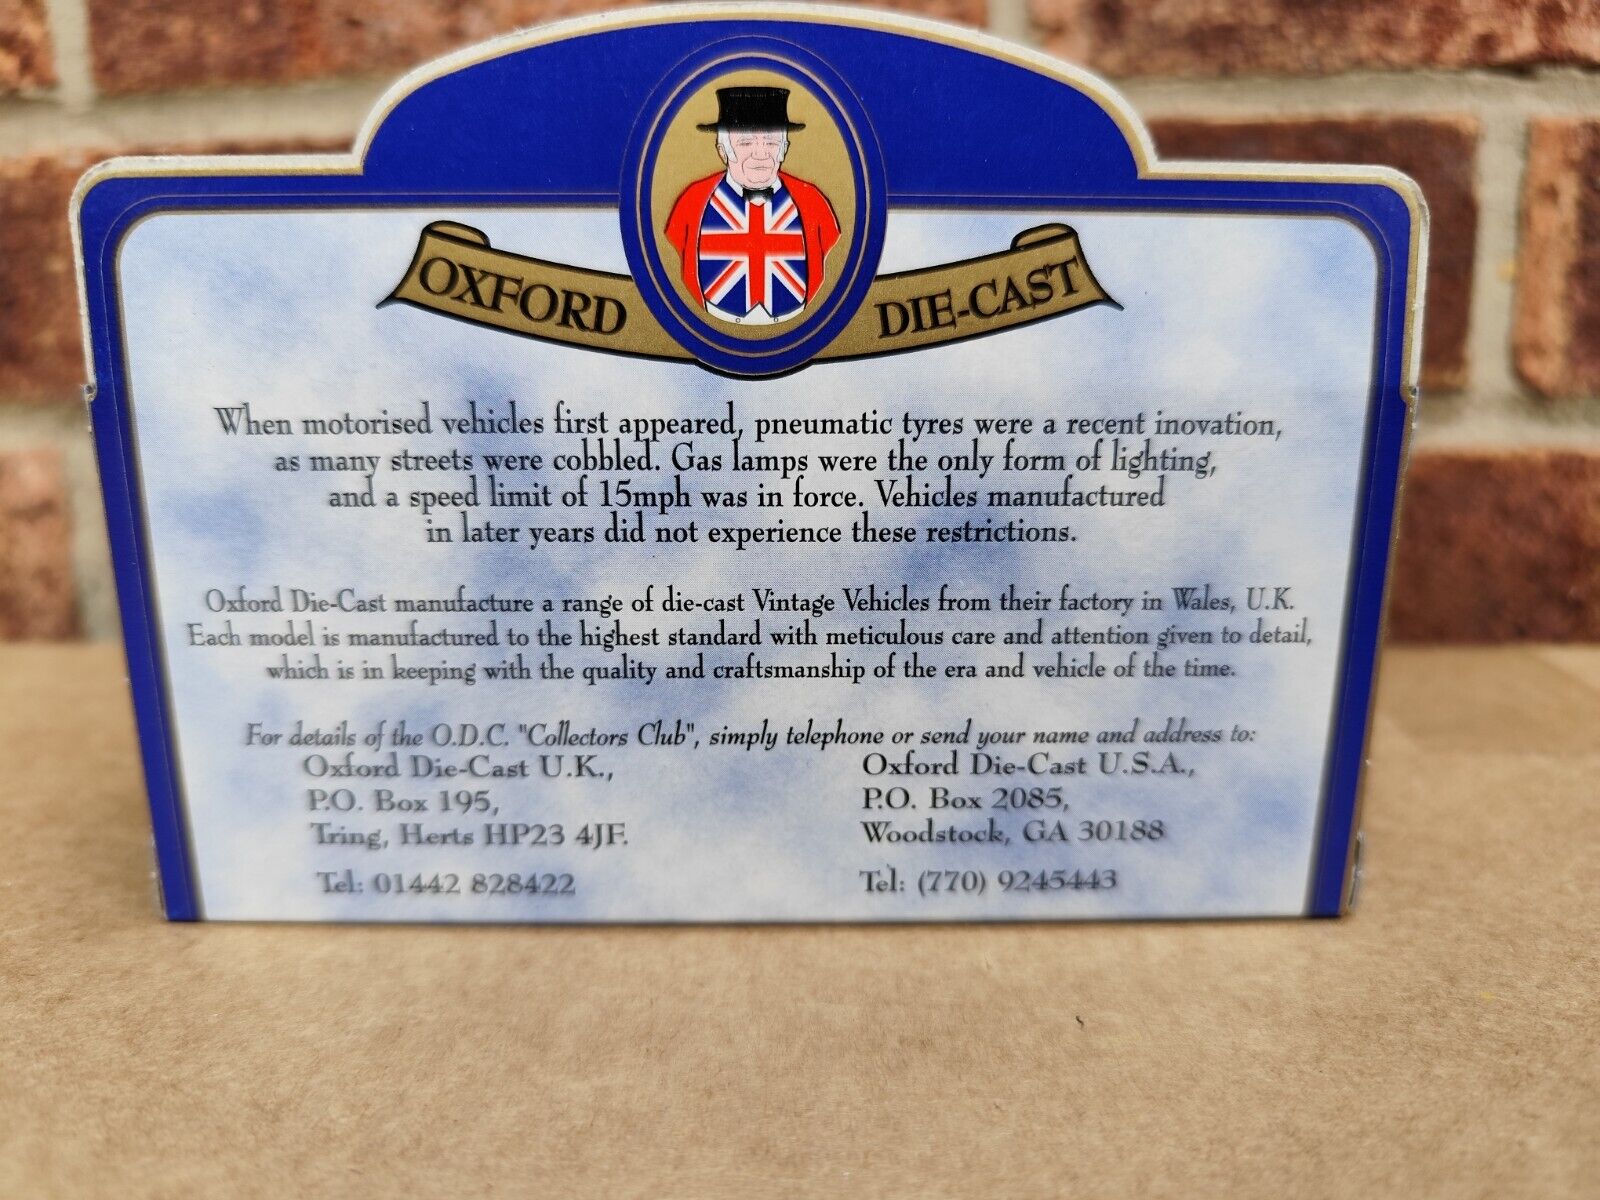 OXFORD DIE-CAST
When motorised vehicles first appeared, pneumatic tyres were a recent inovation,
as many streets were cobbled. Gas lamps were the only form of lighting,
and a speed limit of 15mph was in force. Vehicles manufactured
in later years did not experience these restrictions.
Oxford Die-Cast manufacture a range of die-cast Vintage Vehicles from their factory in Wales, U.K.
Each model is manufactured to the highest standard with meticulous care and attention given to detail,
which is in keeping with the quality and craftsmanship of the era and vehicle of the time.
For details of the O.D.C. "Collectors Club", simply telephone or send your name and address to:
Oxford Die-Cast U.K.,
P.O. Box 195,
Tring, Herts HP23 4JF.
Tel: 01442 828422
Oxford Die-Cast U.S.A.,
P.O. Box 2085,
Woodstock, GA 30188
Tel: (770) 9245443